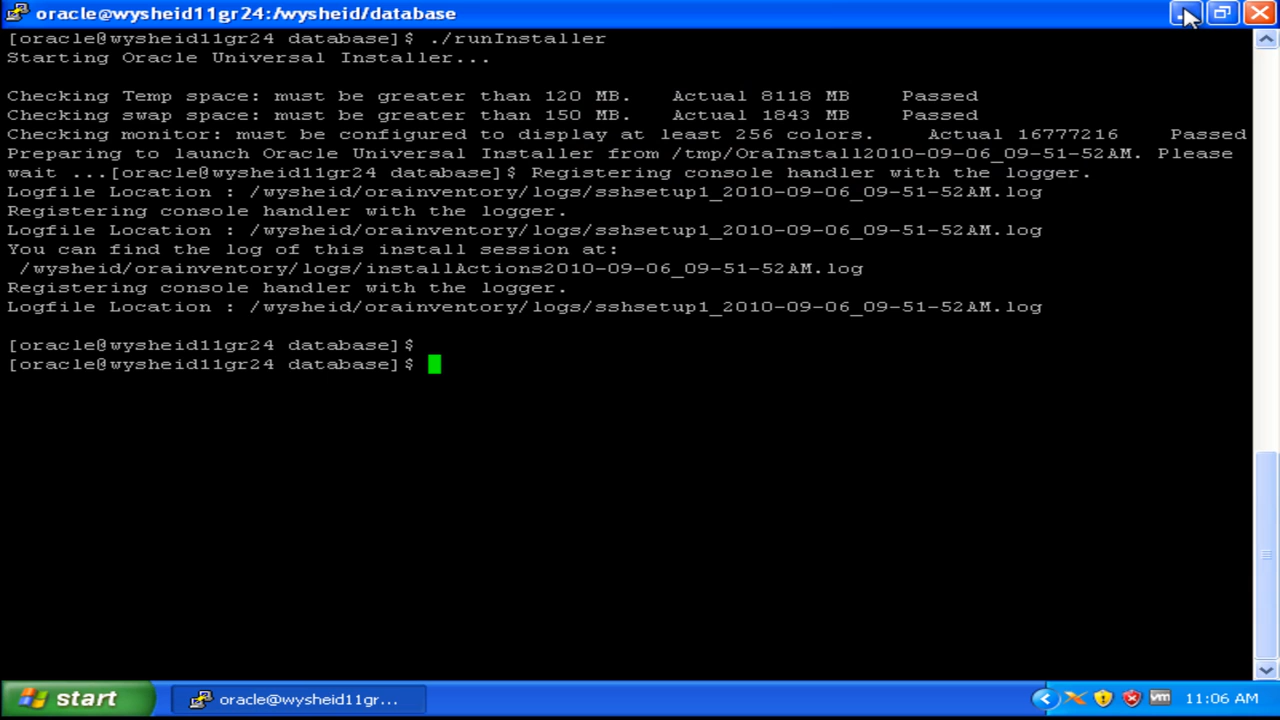 oracle@wysheid11gr24:/wysheid/database
[oracle@wysheid11gr24 database]$ ./runInstaller
Starting Oracle Universal Installer...
Checking Temp space: must be greater than 120 MB.   Actual 8118 MB    Passed
Checking swap space: must be greater than 150 MB.   Actual 1843 MB    Passed
Checking monitor: must be configured to display at least 256 colors.    Actual 16777216    Passed
Preparing to launch Oracle Universal Installer from /tmp/OraInstall2010-09-06_09-51-52AM. Please
wait ...[oracle@wysheid11gr24 database]$ Registering console handler with the logger.
Logfile Location : /wysheid/orainventory/logs/sshsetup1_2010-09-06_09-51-52AM.log
Registering console handler with the logger.
Logfile Location : /wysheid/orainventory/logs/sshsetup1_2010-09-06_09-51-52AM.log
You can find the log of this install session at:
 /wysheid/orainventory/logs/installActions2010-09-06_09-51-52AM.log
Registering console handler with the logger.
Logfile Location : /wysheid/orainventory/logs/sshsetup1_2010-09-06_09-51-52AM.log
[oracle@wysheid11gr24 database]$
[oracle@wysheid11gr24 database]$
start
oracle@wysheid11gr...
vm
11:06 AM